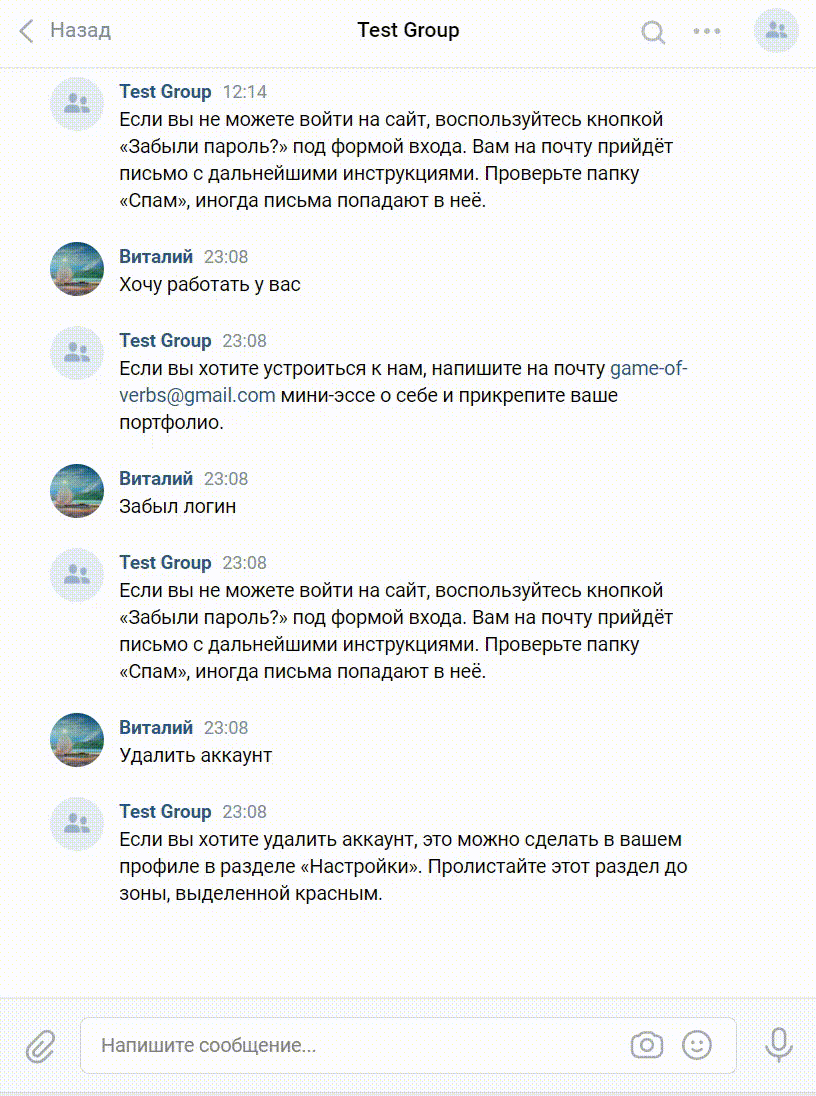 Назад
Test Group
Test Group 12:14
Если вы не можете войти на сайт, воспользуйтесь кнопкой
«Забыли пароль?» под формой входа. Вам на почту прийдёт
письмо с дальнейшими инструкциями. Проверьте папку
«Спам», иногда письма попадают в неё.
Виталий 23:08
Хочу работать у вас
Test Group 23:08
Если вы хотите устроиться к нам, напишите на почту game-of-
verbs@gmail.com мини-эссе о себе и прикрепите ваше
портфолио.
Виталий 23:08
Забыл логин
Test Group 23:08
Если вы не можете войти на сайт, воспользуйтесь кнопкой
«Забыли пароль?» под формой входа. Вам на почту прийдёт
письмо с дальнейшими инструкциями. Проверьте папку
«Спам», иногда письма попадают в неё.
Виталий 23:08
Удалить аккаунт
Test Group 23:08
Если вы хотите удалить аккаунт, это можно сделать в вашем
профиле в разделе «Настройки». Пролистайте этот раздел до
зоны, выделенной красным.
Напишите сообщение...